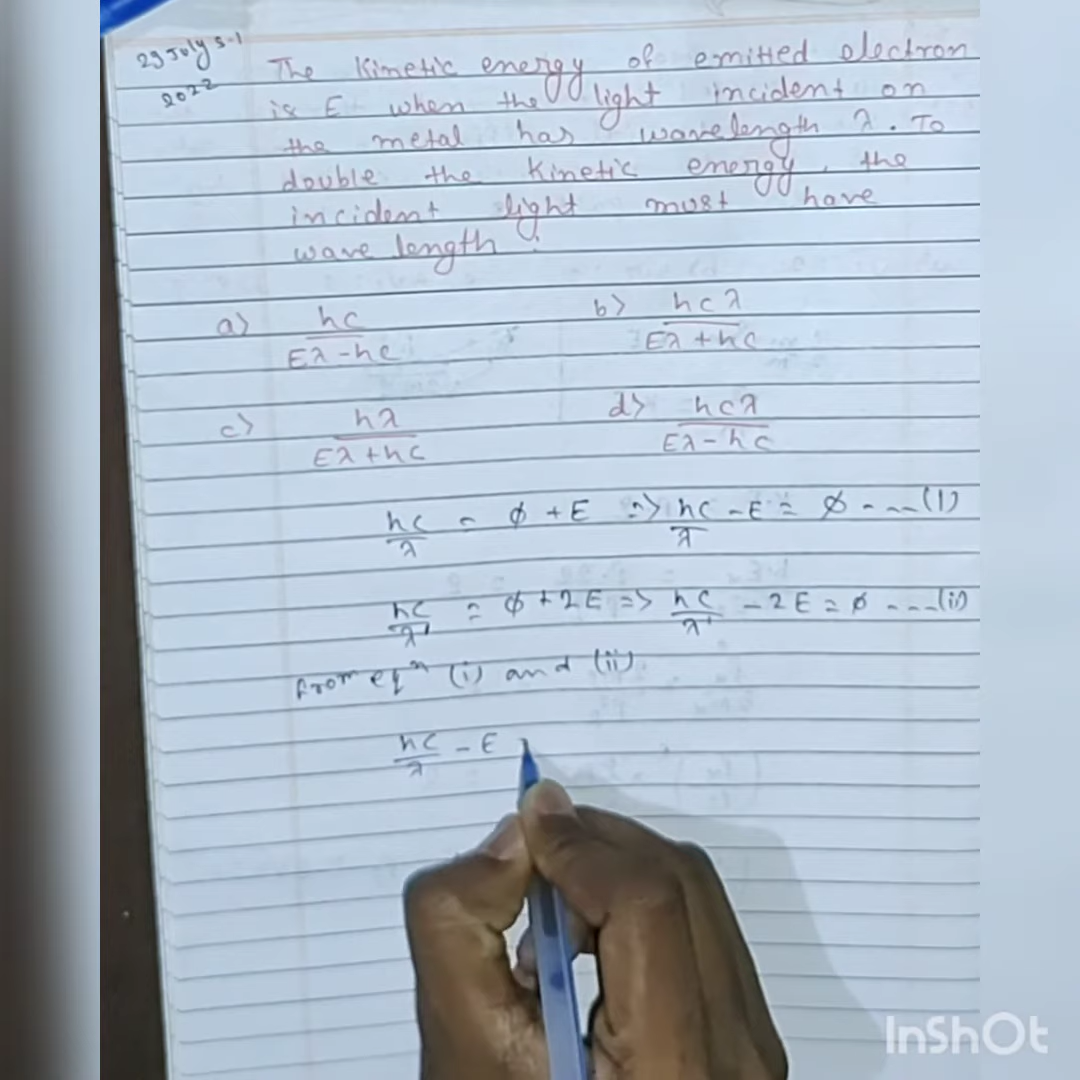 29 July S-1
2022
The Kinetic energy of emitted electron
is E when the light incident on
the metal has wavelength λ. To
double the Kinetic energy, the
incident light must have
wave length :
a) hc / Eλ - hc b) hcλ / Eλ + hc
c) hλ / Eλ + hc d) hcλ / Eλ - hc
hc/λ = φ + E => hc/λ - E = φ ---(1)
hc/λ' = φ + 2E => hc/λ' - 2E = φ ---(ii)
from eqⁿ (i) and (ii)
hc/λ - E
InShOt